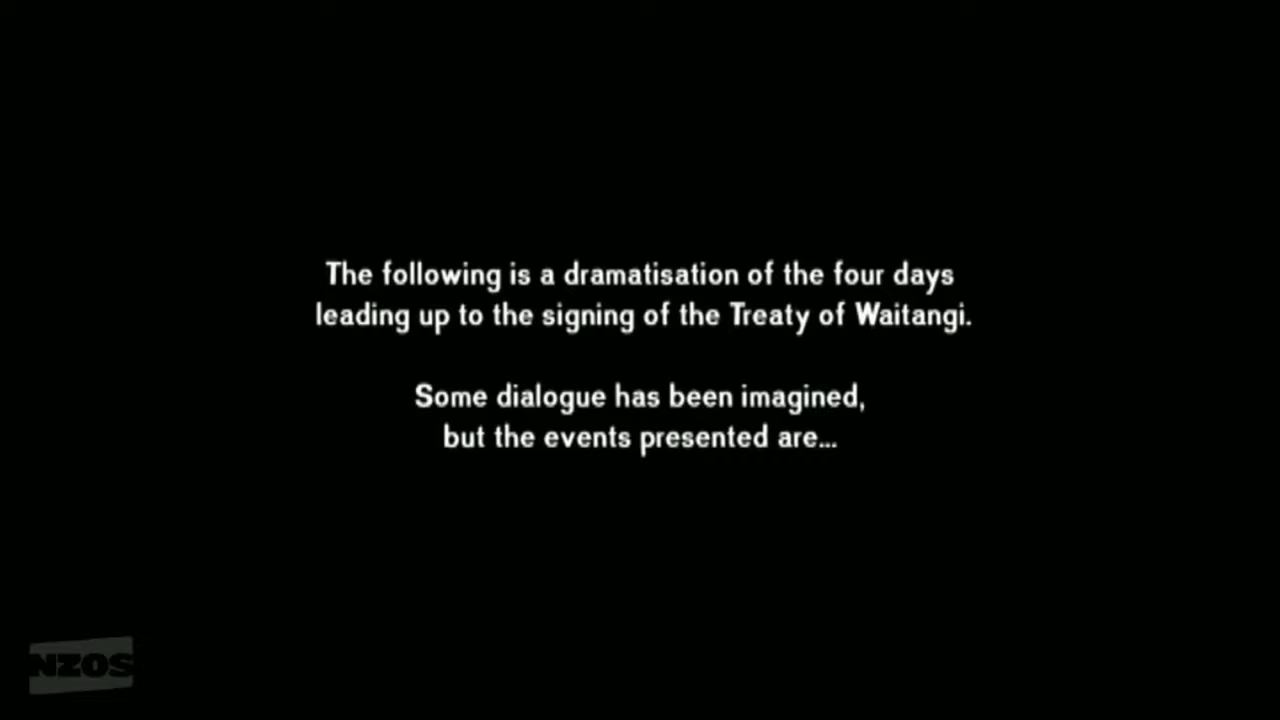 The following is a dramatisation of the four days
leading up to the signing of the Treaty of Waitangi.
Some dialogue has been imagined,
but the events presented are...
NZOS